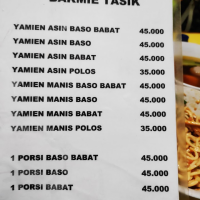 BAKMIE TASIK
YAMIEN ASIN BASO BABAT 45.000
YAMIEN ASIN BASO 45.000
YAMIEN ASIN BABAT 45.000
YAMIEN ASIN POLOS 35.000
YAMIEN MANIS BASO BABAT 45.000
YAMIEN MANIS BASO 45.000
YAMIEN MANIS BABAT 45.000
YAMIEN MANIS POLOS 35.000
1 PORSI BASO BABAT 45.000
1 PORSI BASO 45.000
1 PORSI BABAT 45.000